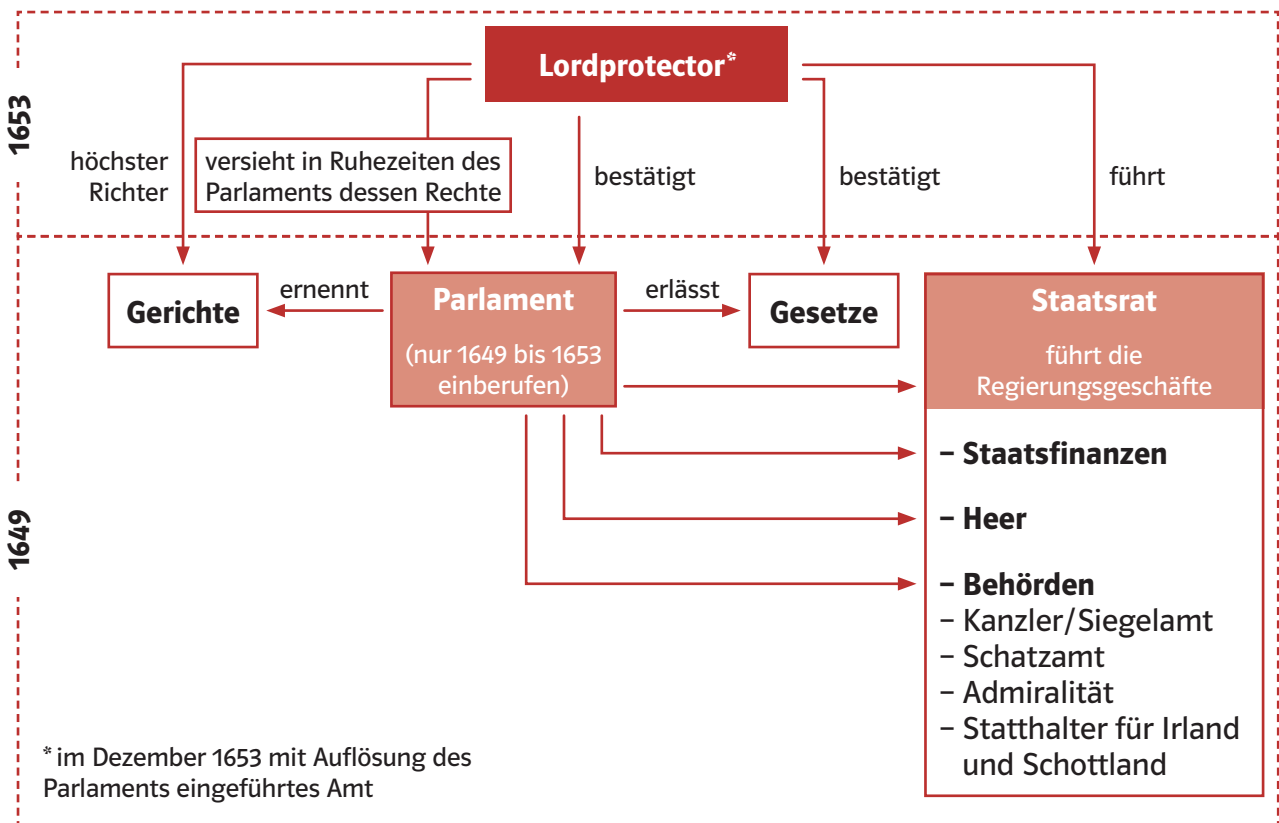 1653
Lordprotector*
höchster
Richter
versieht in Ruhezeiten des
Parlaments dessen Rechte
bestätigt
bestätigt
führt
1649
Gerichte
ernennt
Parlament
(nur 1649 bis 1653
einberufen)
erlässt
Gesetze
Staatsrat
führt die
Regierungsgeschäfte
– Staatsfinanzen
– Heer
– Behörden
– Kanzler/Siegelamt
– Schatzamt
– Admiralität
– Statthalter für Irland
und Schottland
* im Dezember 1653 mit Auflösung des
Parlaments eingeführtes Amt